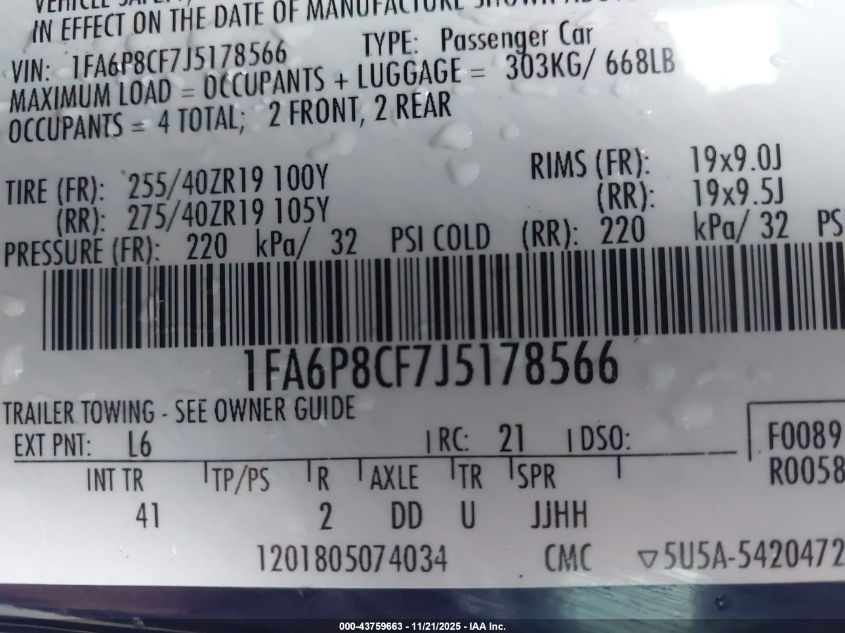 IN EFFECT ON THE DATE OF MANUFACTURE SHOWN
VIN: 1FA6P8CF7J5178566 TYPE: Passenger Car
MAXIMUM LOAD = OCCUPANTS + LUGGAGE = 303KG/ 668LB
OCCUPANTS = 4 TOTAL; 2 FRONT, 2 REAR
TIRE (FR): 255/40ZR19 100Y RIMS (FR): 19x9.0J
(RR): 275/40ZR19 105Y (RR): 19x9.5J
PRESSURE (FR): 220 kPa/ 32 PSI COLD (RR): 220 kPa/ 32 PS
1FA6P8CF7J5178566
TRAILER TOWING - SEE OWNER GUIDE
EXT PNT: L6 RC: 21 DSO: F0089
INT TR TP/PS R AXLE TR SPR R0058
41 2 DD U JJHH
1201805074034 CMC ▽5U5A-5420472
000-43759663 - 11/21/2025 - IAA Inc.